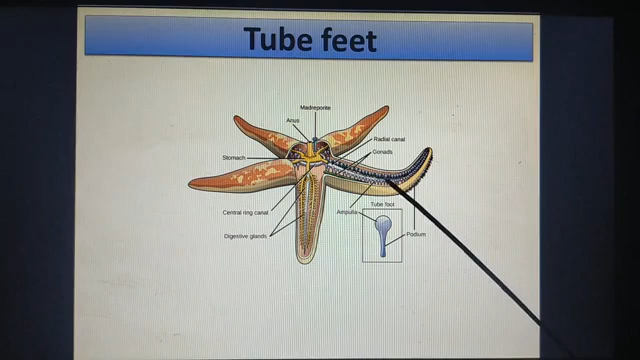 Tube feet
Madreporite
Anus
Radial canal
Gonads
Stomach
Central ring canal
Ampulla
Tube foot
Digestive glands
Podium